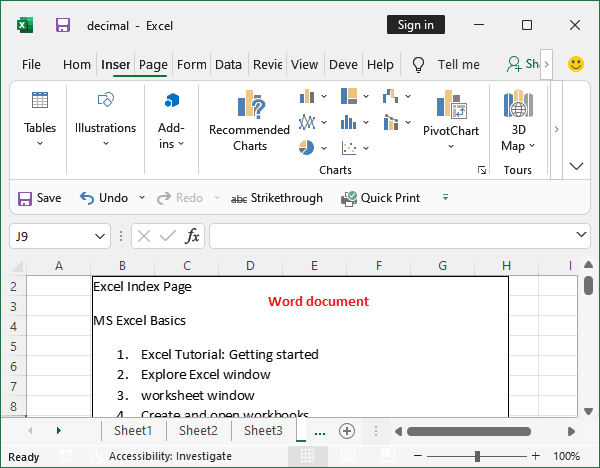 decimal - Excel
Sign in
File Hom Inser Page Form Data Revie View Deve Help Tell me Sh
Tables Illustrations Add-ins Recommended Charts PivotChart 3D Map
Charts Tours
Save Undo Redo abc Strikethrough Quick Print
J9 fx
A B C D E F G H I
2 Excel Index Page
3 Word document
4 MS Excel Basics
5
6 1. Excel Tutorial: Getting started
2. Explore Excel window
7 3. worksheet window
8 4. Create and open workbooks
Sheet1 Sheet2 Sheet3 ...
Ready Accessibility: Investigate 100%